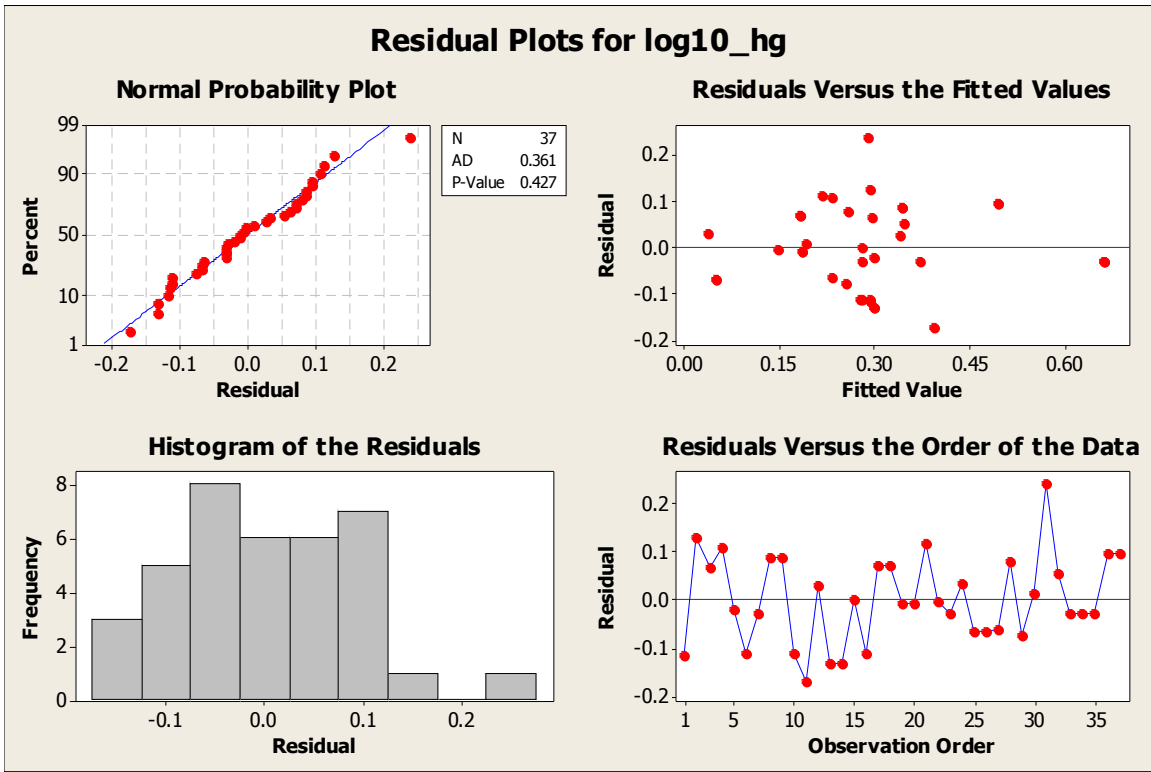 Residual Plots for log10_hg
Normal Probability Plot
99
90
50
10
1
Percent
-0.2 -0.1 0.0 0.1 0.2
Residual
N 37
AD 0.361
P-Value 0.427
Residuals Versus the Fitted Values
0.2
0.1
0.0
-0.1
-0.2
Residual
0.00 0.15 0.30 0.45 0.60
Fitted Value
Histogram of the Residuals
8
6
4
2
0
Frequency
-0.1 0.0 0.1 0.2
Residual
Residuals Versus the Order of the Data
0.2
0.1
0.0
-0.1
-0.2
Residual
1 5 10 15 20 25 30 35
Observation Order